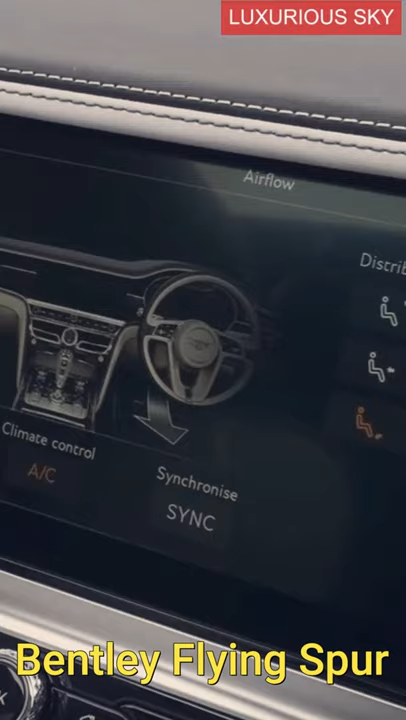 LUXURIOUS SKY
Airflow
Climate control
A/C
Synchronise
SYNC
Bentley Flying Spur